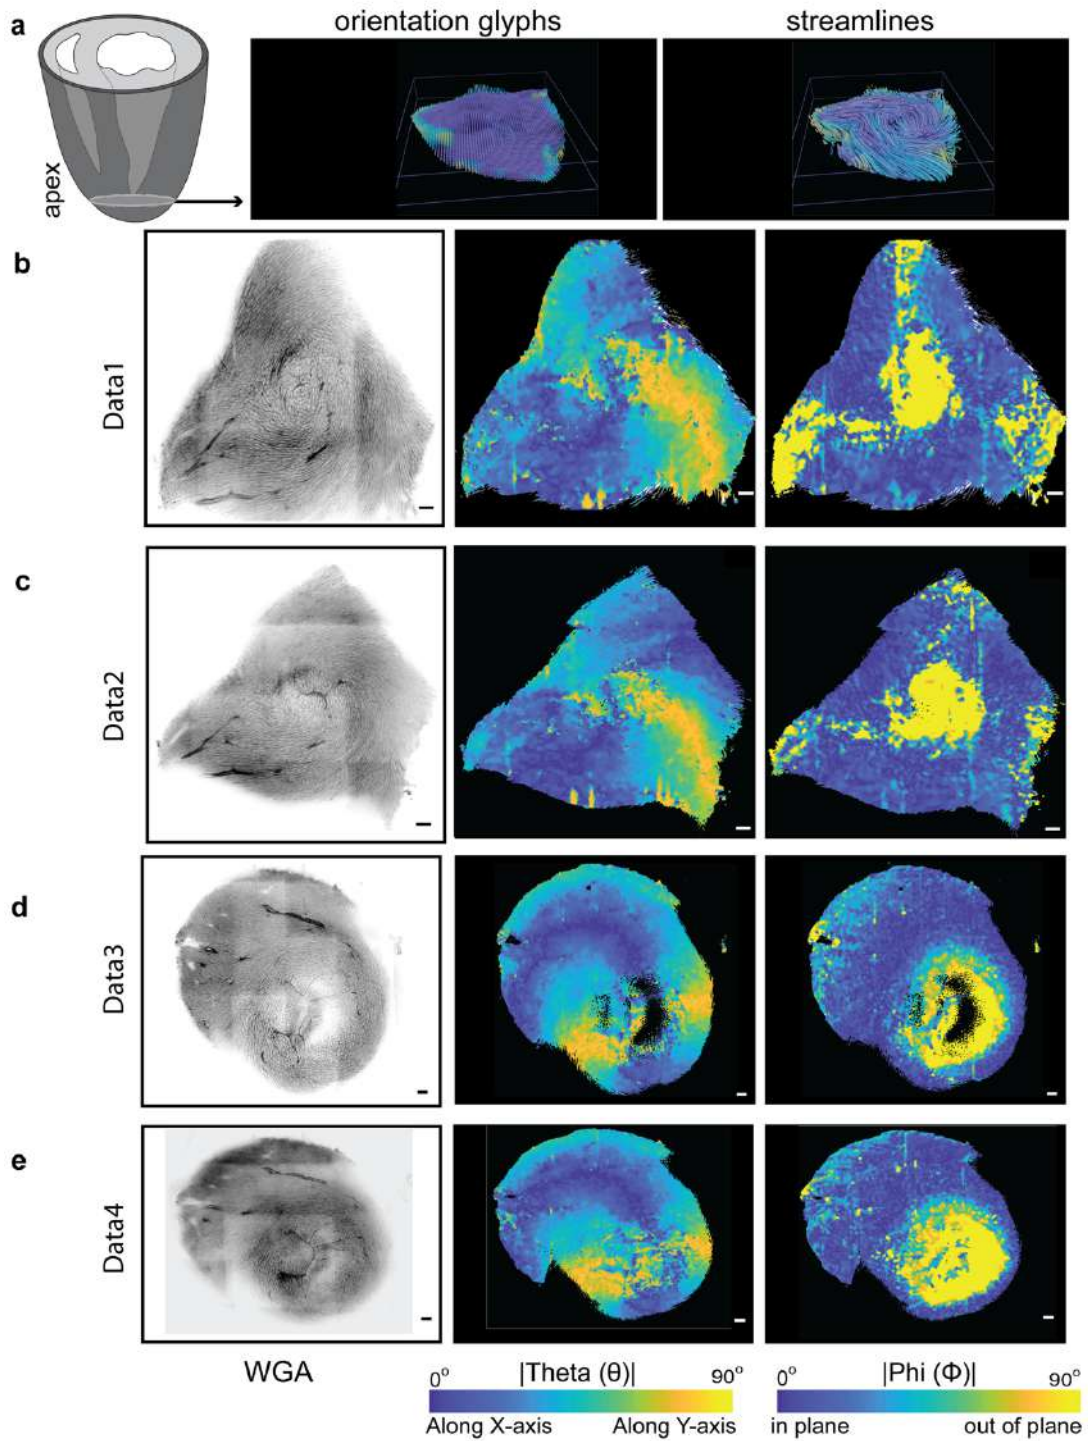 a
orientation glyphs
streamlines
apex
b
Data1
c
Data2
d
Data3
e
Data4
WGA
0° |Theta (θ)| 90°
Along X-axis Along Y-axis
0° |Phi (Φ)| 90°
in plane out of plane